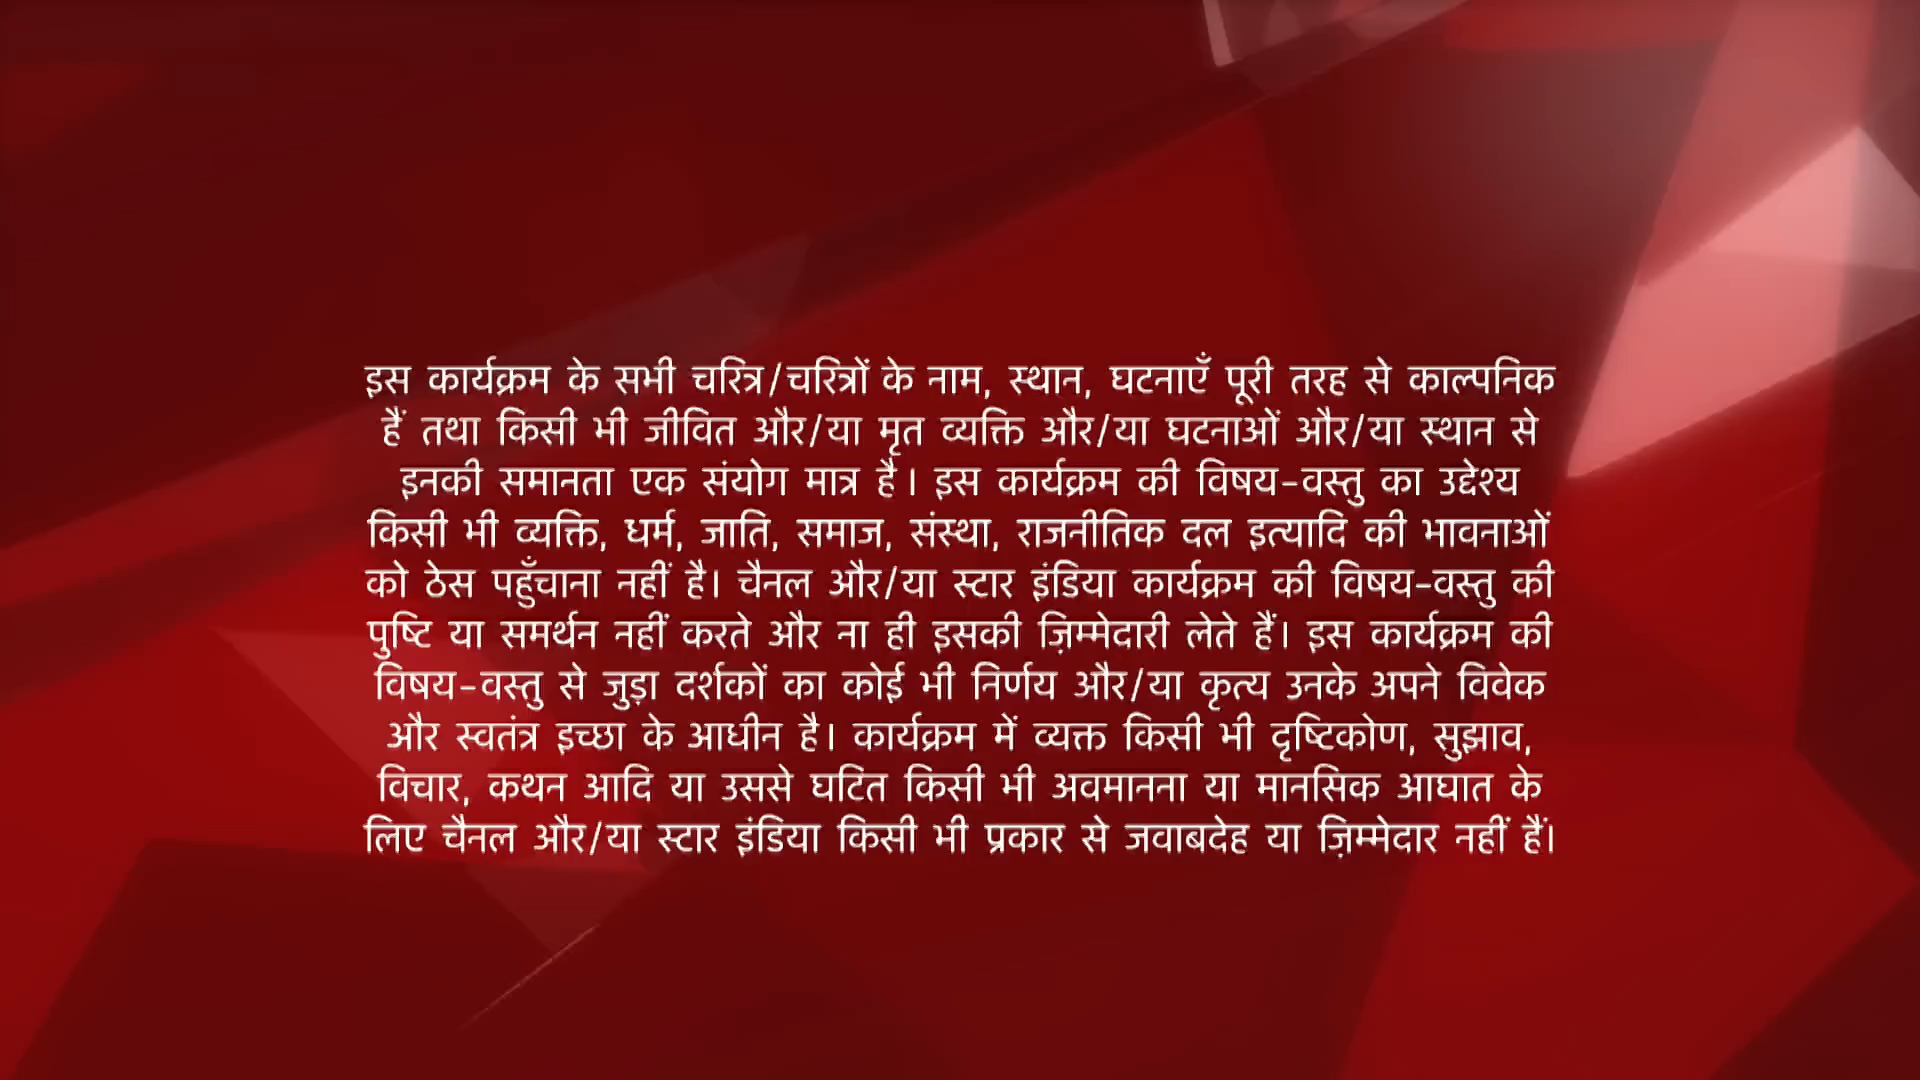 इस कार्यक्रम के सभी चरित्र/चरित्रों के नाम, स्थान, घटनाएँ पूरी तरह से काल्पनिक
हैं तथा किसी भी जीवित और/या मृत व्यक्ति और/या घटनाओं और/या स्थान से
इनकी समानता एक संयोग मात्र है। इस कार्यक्रम की विषय-वस्तु का उद्देश्य
किसी भी व्यक्ति, धर्म, जाति, समाज, संस्था, राजनीतिक दल इत्यादि की भावनाओं
को ठेस पहुँचाना नहीं है। चैनल और/या स्टार इंडिया कार्यक्रम की विषय-वस्तु की
पुष्टि या समर्थन नहीं करते और ना ही इसकी ज़िम्मेदारी लेते हैं। इस कार्यक्रम की
विषय-वस्तु से जुड़ा दर्शकों का कोई भी निर्णय और/या कृत्य उनके अपने विवेक
और स्वतंत्र इच्छा के आधीन है। कार्यक्रम में व्यक्त किसी भी दृष्टिकोण, सुझाव,
विचार, कथन आदि या उससे घटित किसी भी अवमानना या मानसिक आघात के
लिए चैनल और/या स्टार इंडिया किसी भी प्रकार से जवाबदेह या ज़िम्मेदार नहीं हैं।